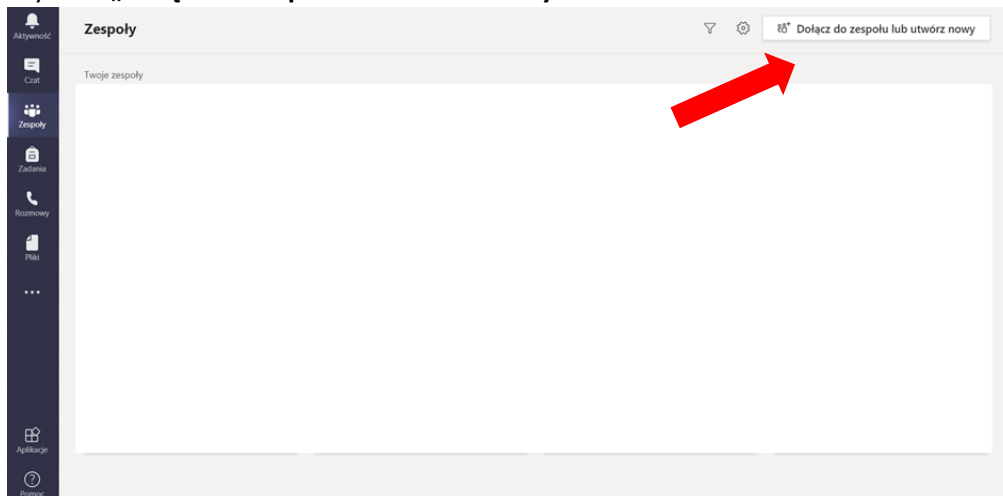 Aktywność
Zespoły
Dołącz do zespołu lub utwórz nowy
Czat
Twoje zespoły
Zespoły
Zadania
Rozmowy
Pliki
Aplikacje
Pomoc